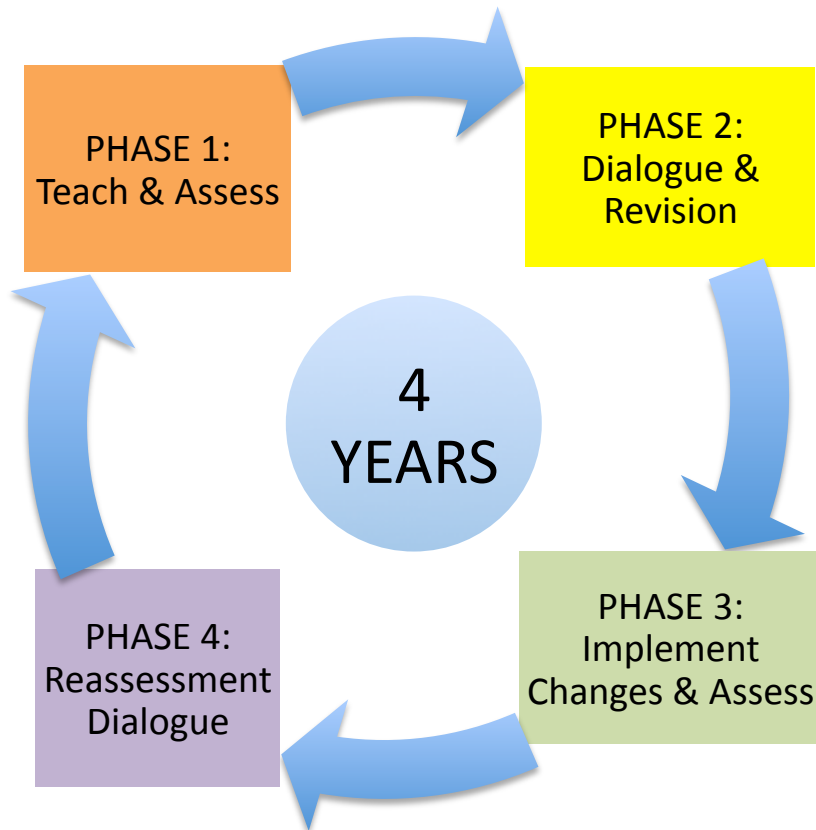 PHASE 1:
Teach & Assess
PHASE 2:
Dialogue &
Revision
4
YEARS
PHASE 3:
Implement
Changes & Assess
PHASE 4:
Reassessment
Dialogue